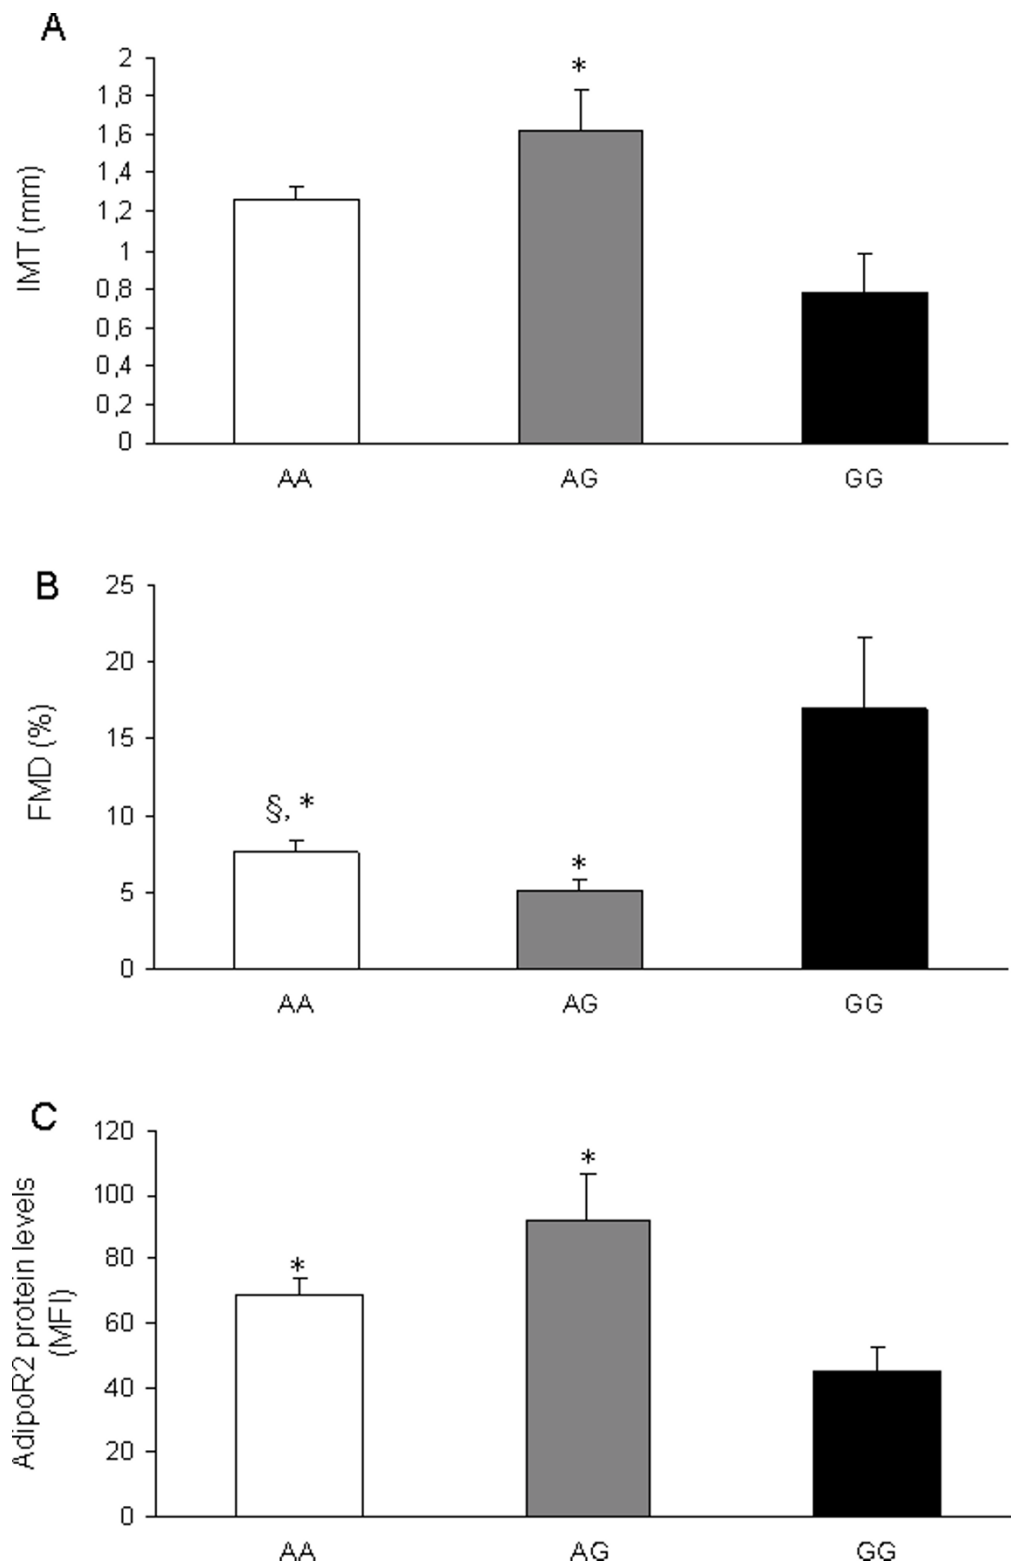 A
2
1,8
1,6
1,4
1,2
1
0,8
0,6
0,4
0,2
0
IMT (mm)
*
AA AG GG
B
25
20
15
10
5
0
FMD (%)
§, *
*
AA AG GG
C
120
100
80
60
40
20
0
AdipoR2 protein levels
(MFI)
*
*
AA AG GG